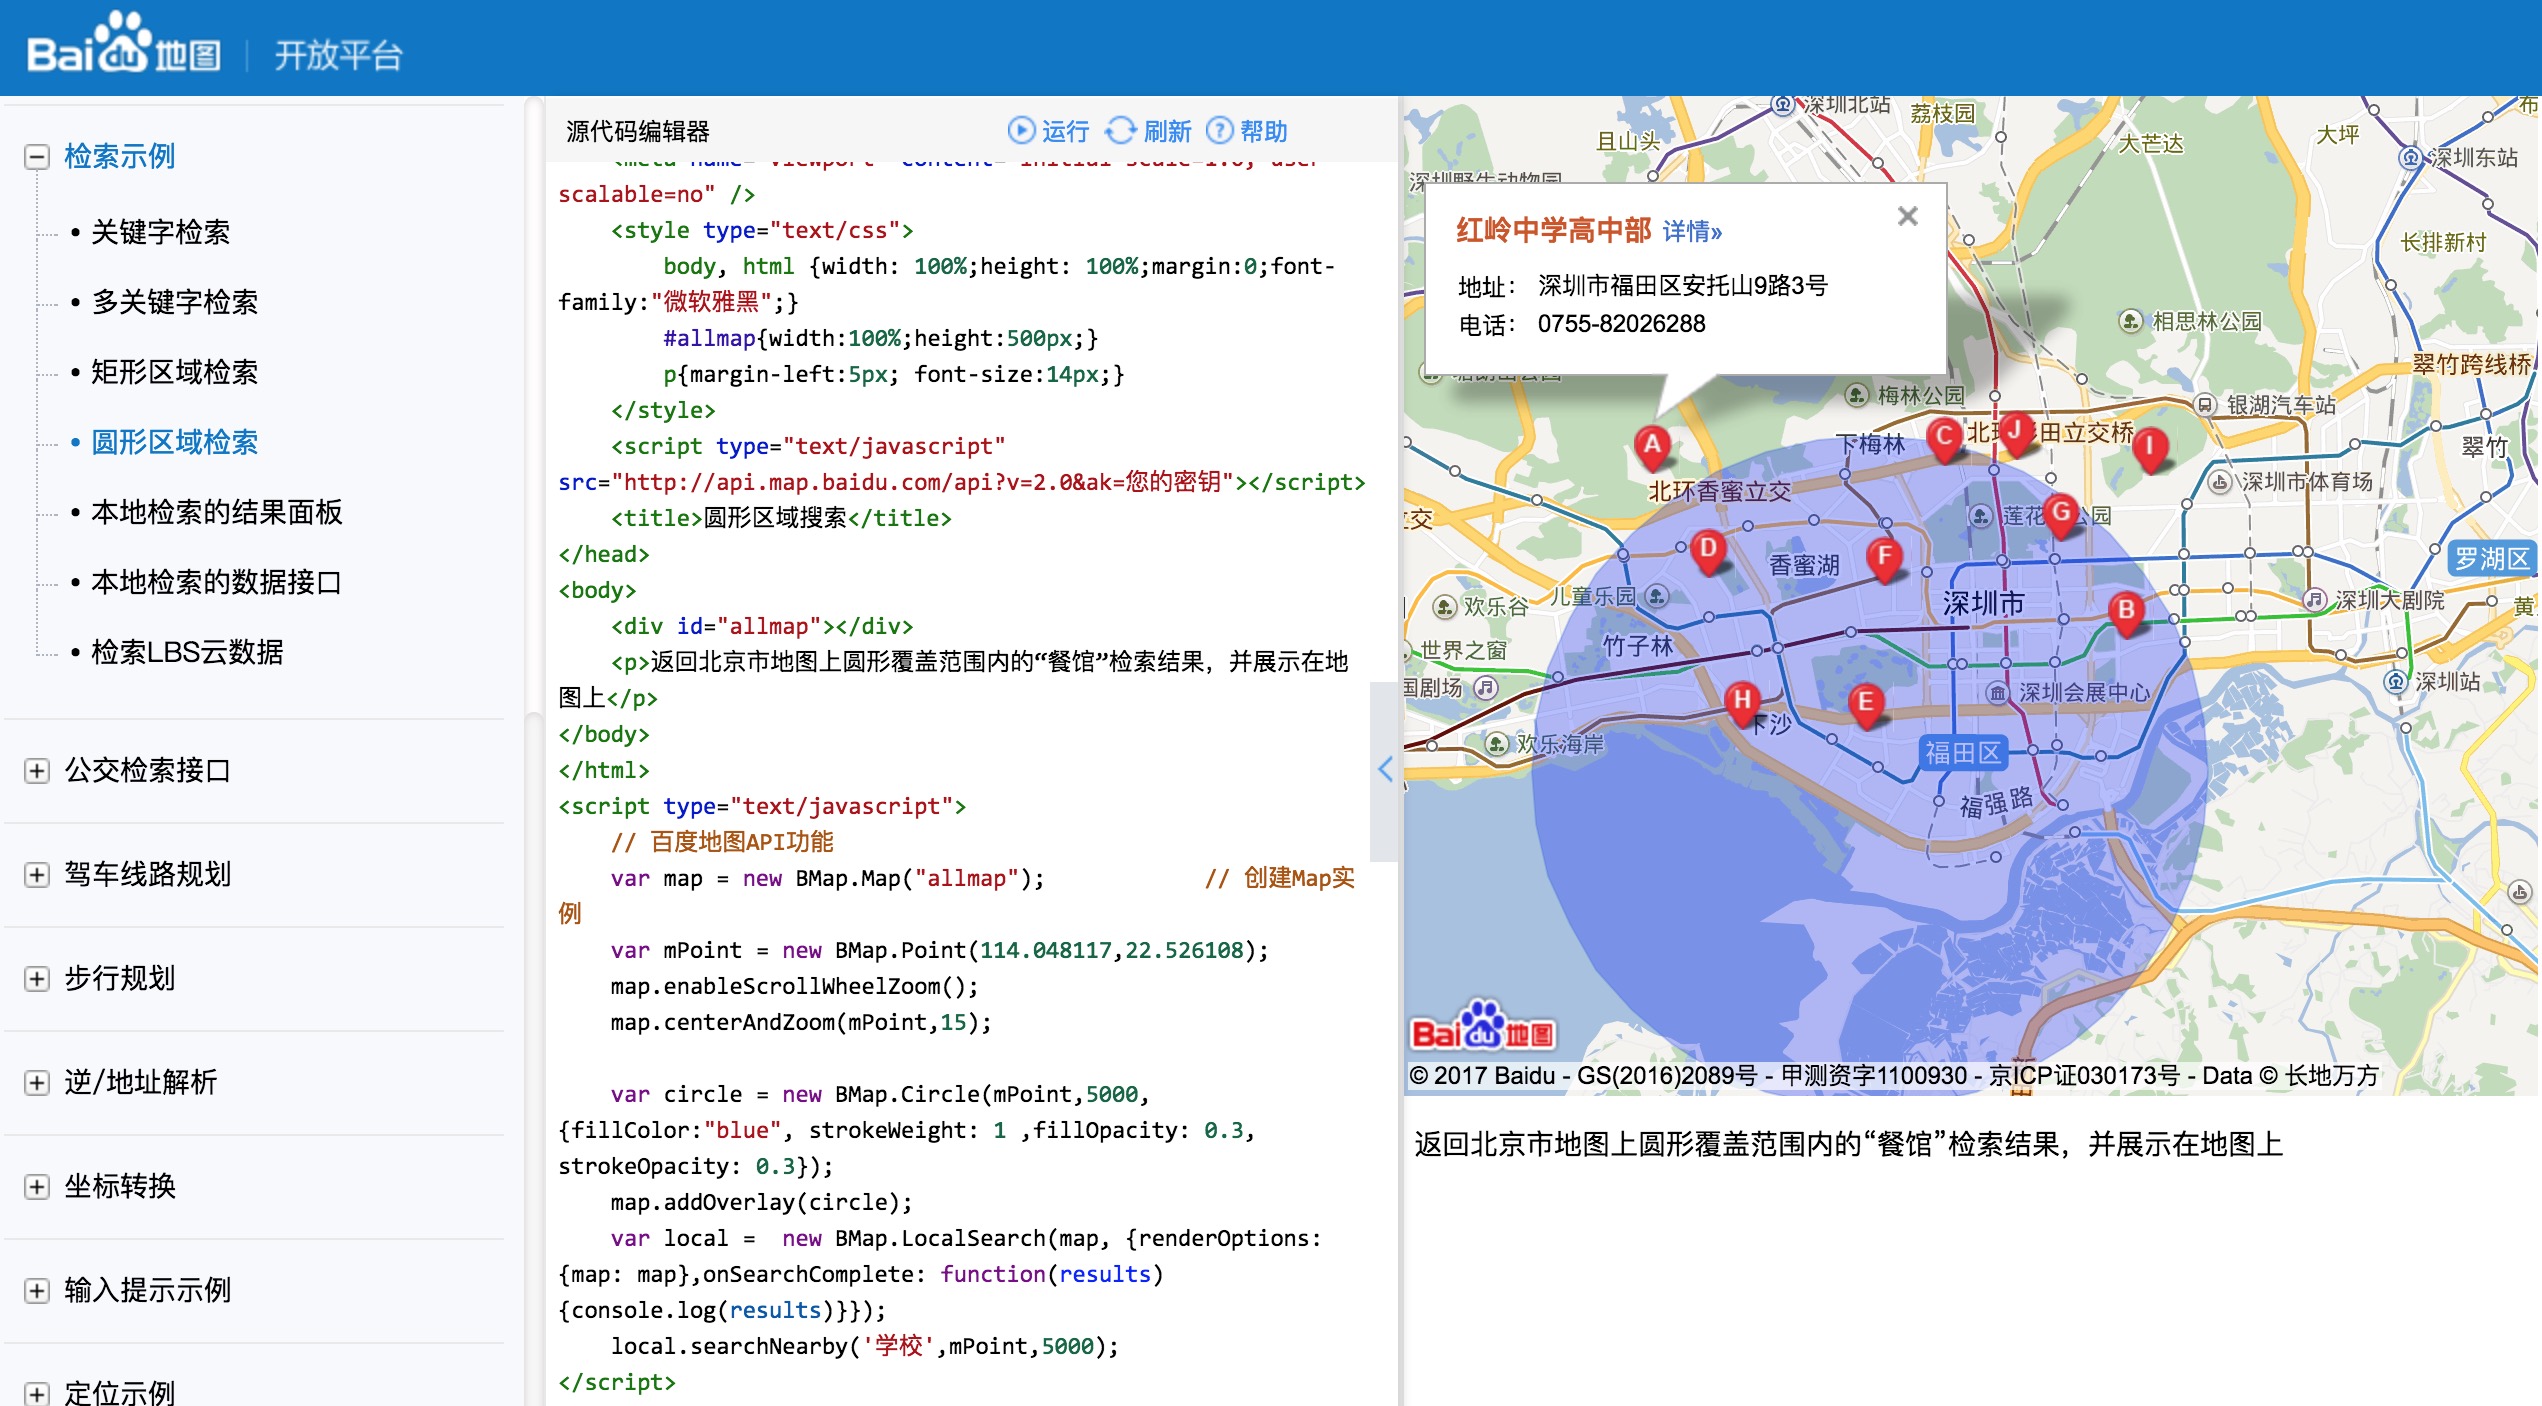 Bai du 地图 | 开放平台
检索示例
• 关键字检索
• 多关键字检索
• 矩形区域检索
• 圆形区域检索
• 本地检索的结果面板
• 本地检索的数据接口
• 检索LBS云数据
公交检索接口
驾车线路规划
步行规划
逆/地址解析
坐标转换
输入提示示例
定位示例
源代码编辑器
运行 刷新 帮助
scalable=no" />
<style type="text/css">
body, html {width: 100%;height: 100%;margin:0;font-
family:"微软雅黑";}
#allmap{width:100%;height:500px;}
p{margin-left:5px; font-size:14px;}
</style>
<script type="text/javascript"
src="http://api.map.baidu.com/api?v=2.0&ak=您的密钥"></script>
<title>圆形区域搜索</title>
</head>
<body>
<div id="allmap"></div>
<p>返回北京市地图上圆形覆盖范围内的“餐馆”检索结果，并展示在地
图上</p>
</body>
</html>
<script type="text/javascript">
// 百度地图API功能
var map = new BMap.Map("allmap"); // 创建Map实
例
var mPoint = new BMap.Point(114.048117,22.526108);
map.enableScrollWheelZoom();
map.centerAndZoom(mPoint,15);
var circle = new BMap.Circle(mPoint,5000,
{fillColor:"blue", strokeWeight: 1 ,fillOpacity: 0.3,
strokeOpacity: 0.3});
map.addOverlay(circle);
var local =  new BMap.LocalSearch(map, {renderOptions:
{map: map},onSearchComplete: function(results)
{console.log(results)}});
local.searchNearby('学校',mPoint,5000);
</script>
深圳北站
荔枝园
且山头
大芒达
大坪
布
深圳东站
长排新村
红岭中学高中部 详情»
地址： 深圳市福田区安托山9路3号
电话： 0755-82026288
相思林公园
翠竹跨线桥
梅林公园
银湖汽车站
A
下梅林
C
J
田立交桥
I
翠竹
北环香蜜立交
深圳市体育场
立交
莲花
G
公园
D
香蜜湖
F
罗湖区
欢乐谷
儿童乐园
深圳市
B
深圳大剧院
黄
世界之窗
竹子林
国剧场
H
下沙
E
深圳会展中心
深圳站
欢乐海岸
福田区
福强路
Bai du 地图
© 2017 Baidu - GS(2016)2089号 - 甲测资字1100930 - 京ICP证030173号 - Data © 长地万方
返回北京市地图上圆形覆盖范围内的“餐馆”检索结果，并展示在地图上